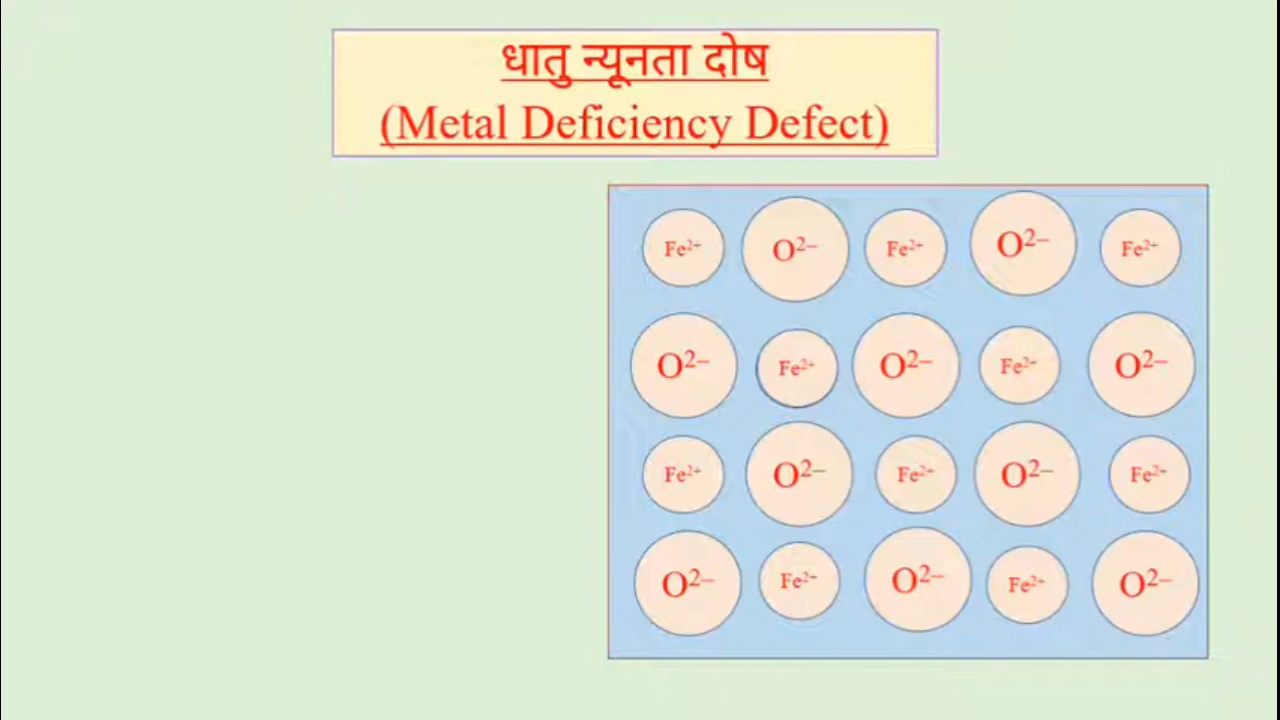 धातु न्यूनता दोष
(Metal Deficiency Defect)
Fe²⁺ O²⁻ Fe²⁺ O²⁻ Fe²⁺
O²⁻ Fe²⁺ O²⁻ Fe²⁺ O²⁻
Fe²⁺ O²⁻ Fe²⁺ O²⁻ Fe²⁺
O²⁻ Fe²⁺ O²⁻ Fe²⁺ O²⁻